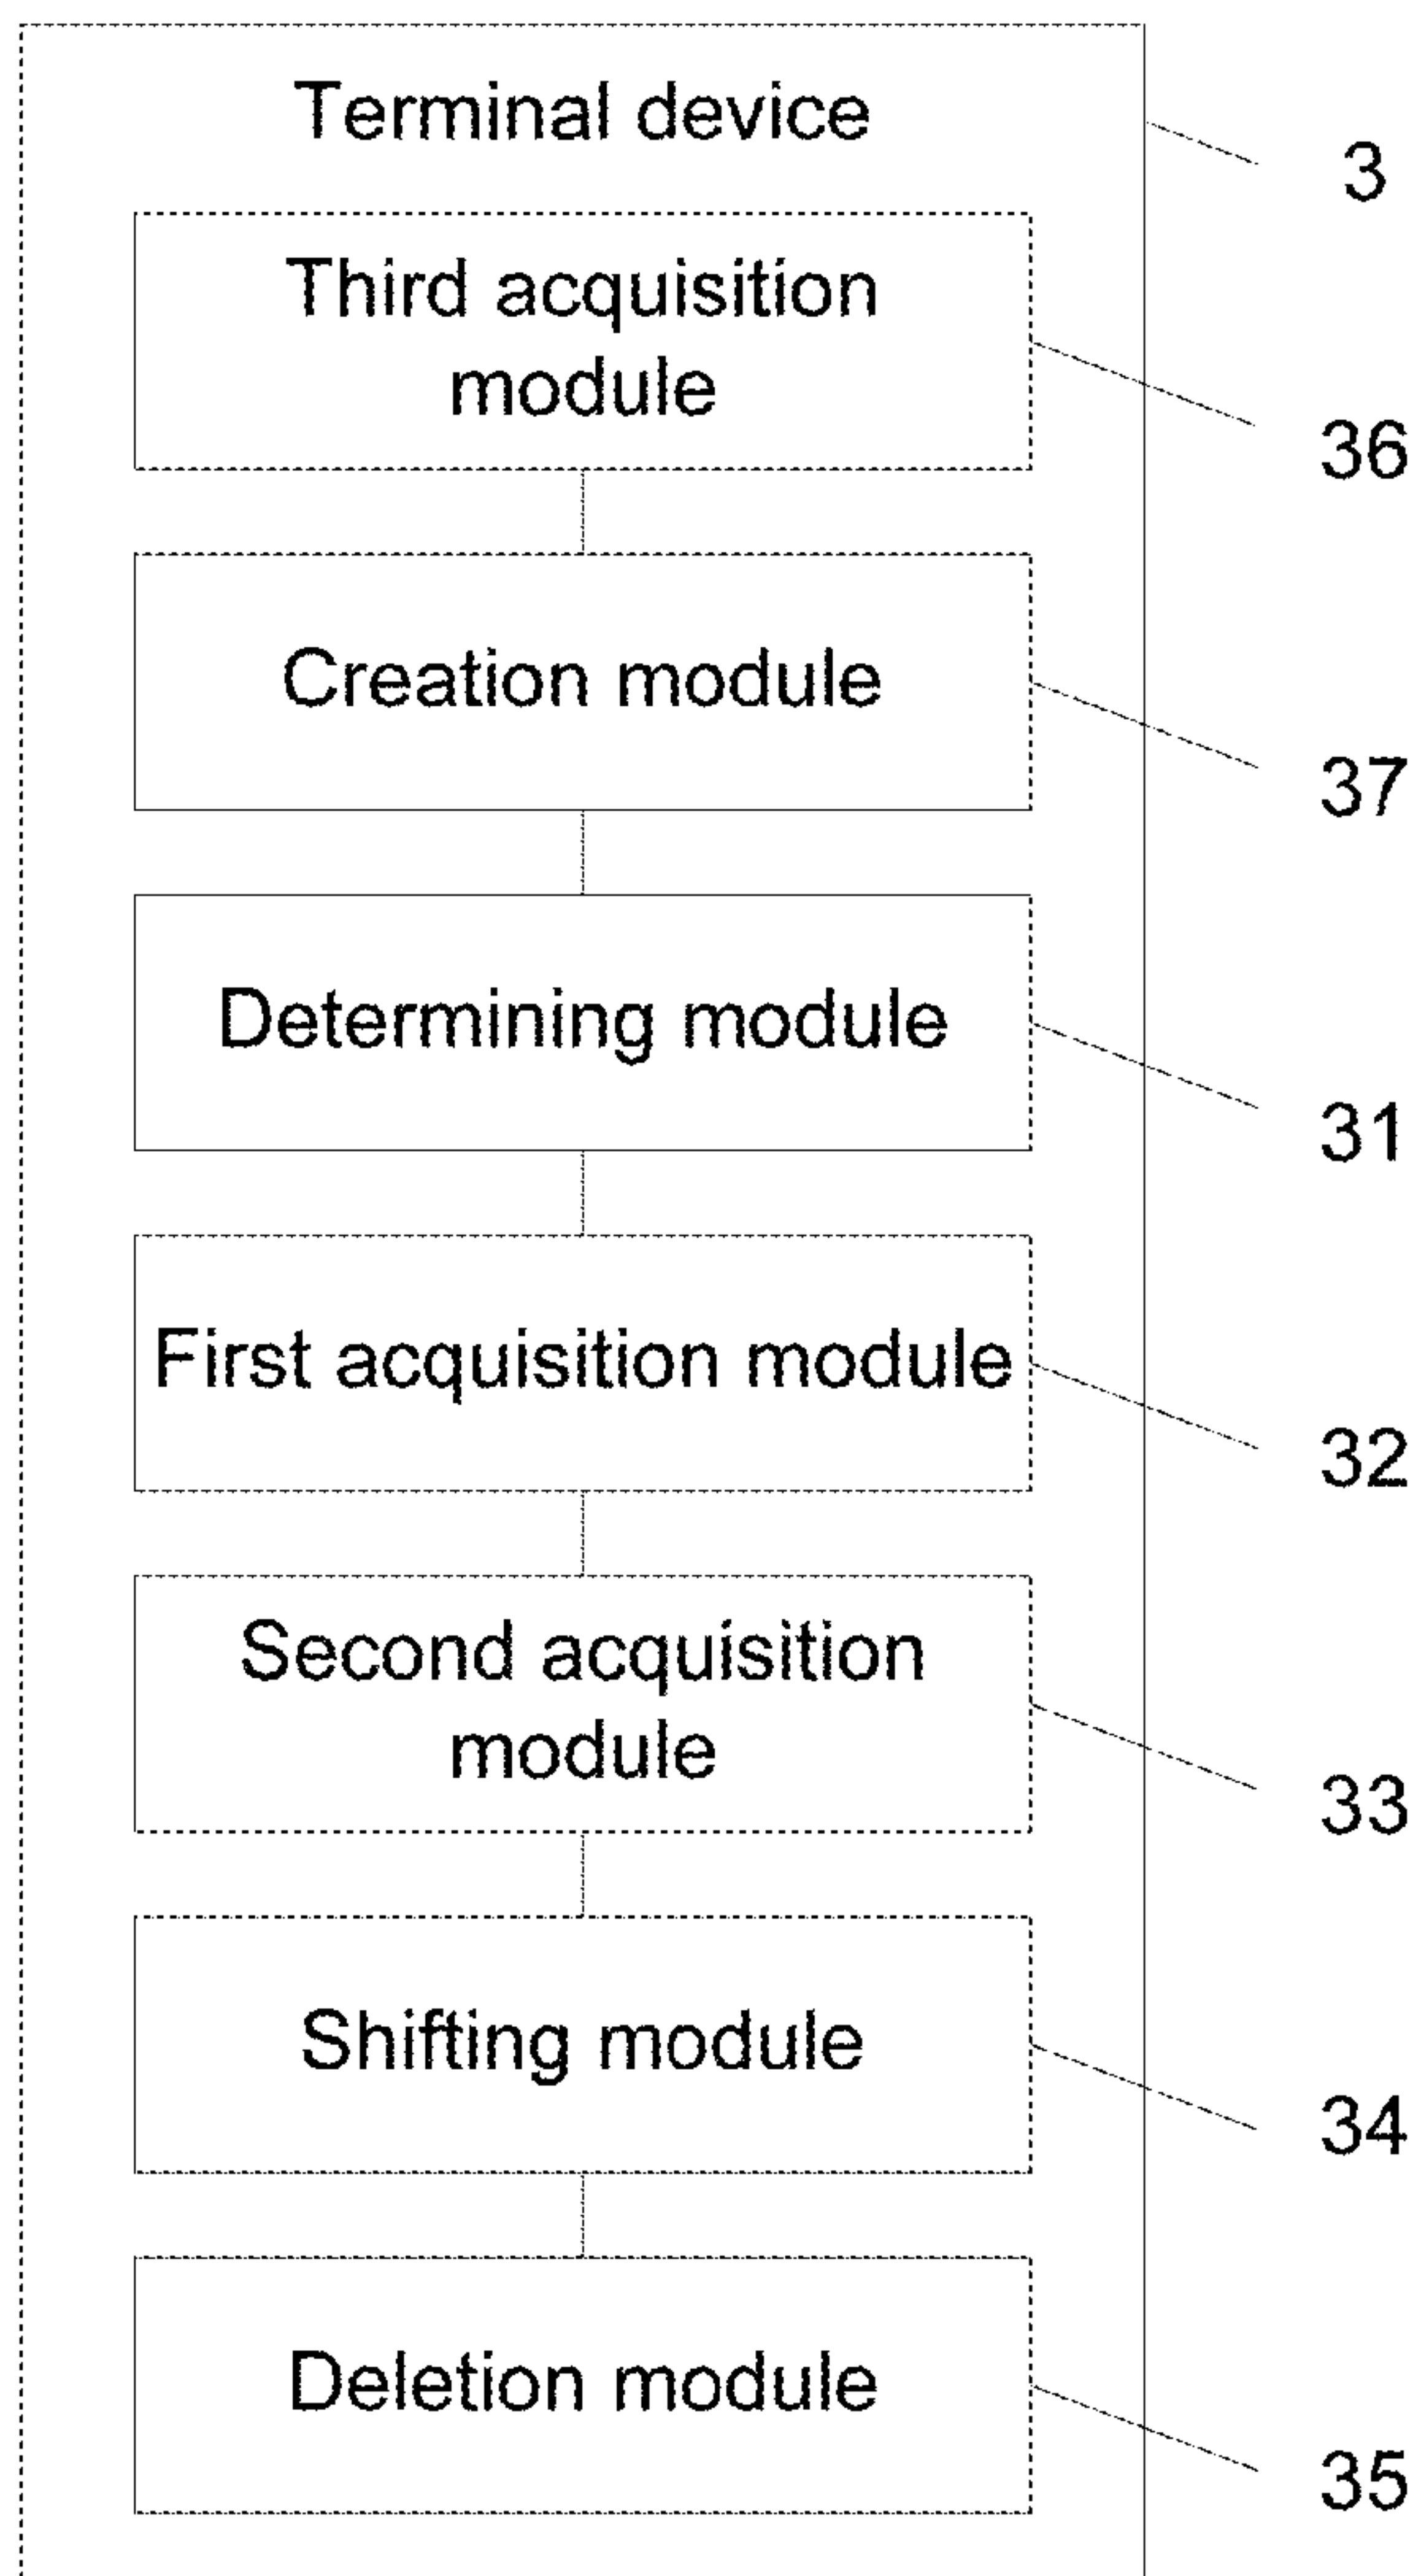 Terminal device
3
Third acquisition
module
36
Creation module
37
Determining module
31
First acquisition module
32
Second acquisition
module
33
Shifting module
34
Deletion module
35